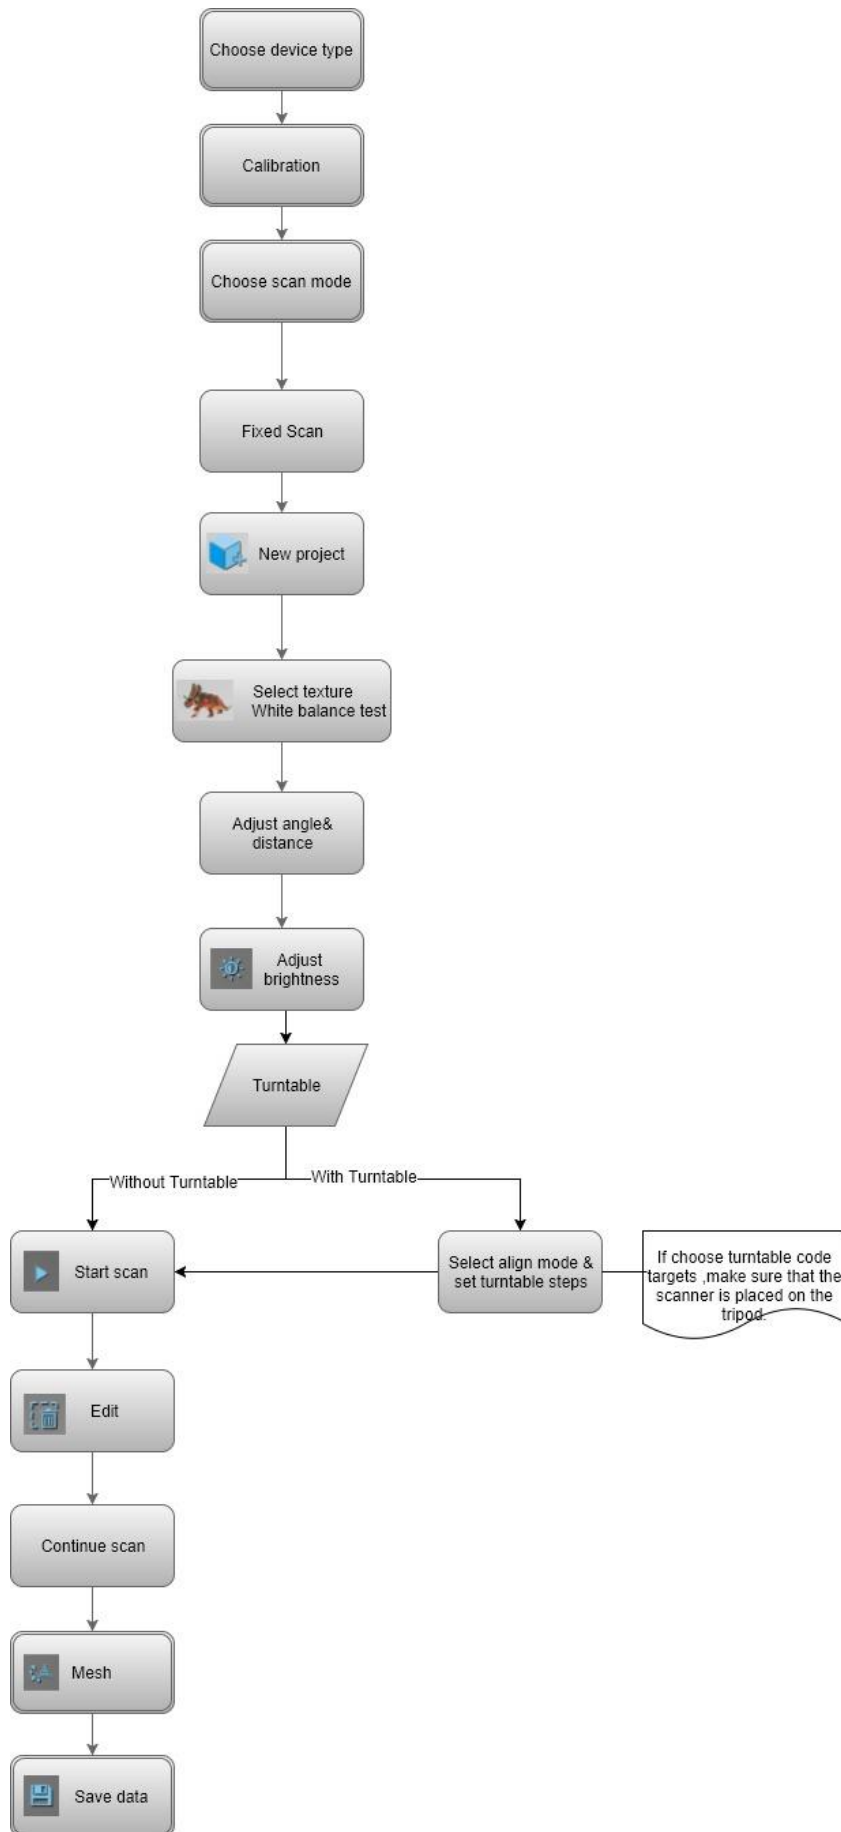 Choose device type
Calibration
Choose scan mode
Fixed Scan
New project
Select texture
White balance test
Adjust angle&
distance
Adjust
brightness
Turntable
Without Turntable
With Turntable
Start scan
Select align mode &
set turntable steps
If choose turntable code
targets ,make sure that the
scanner is placed on the
tripod.
Edit
Continue scan
Mesh
Save data